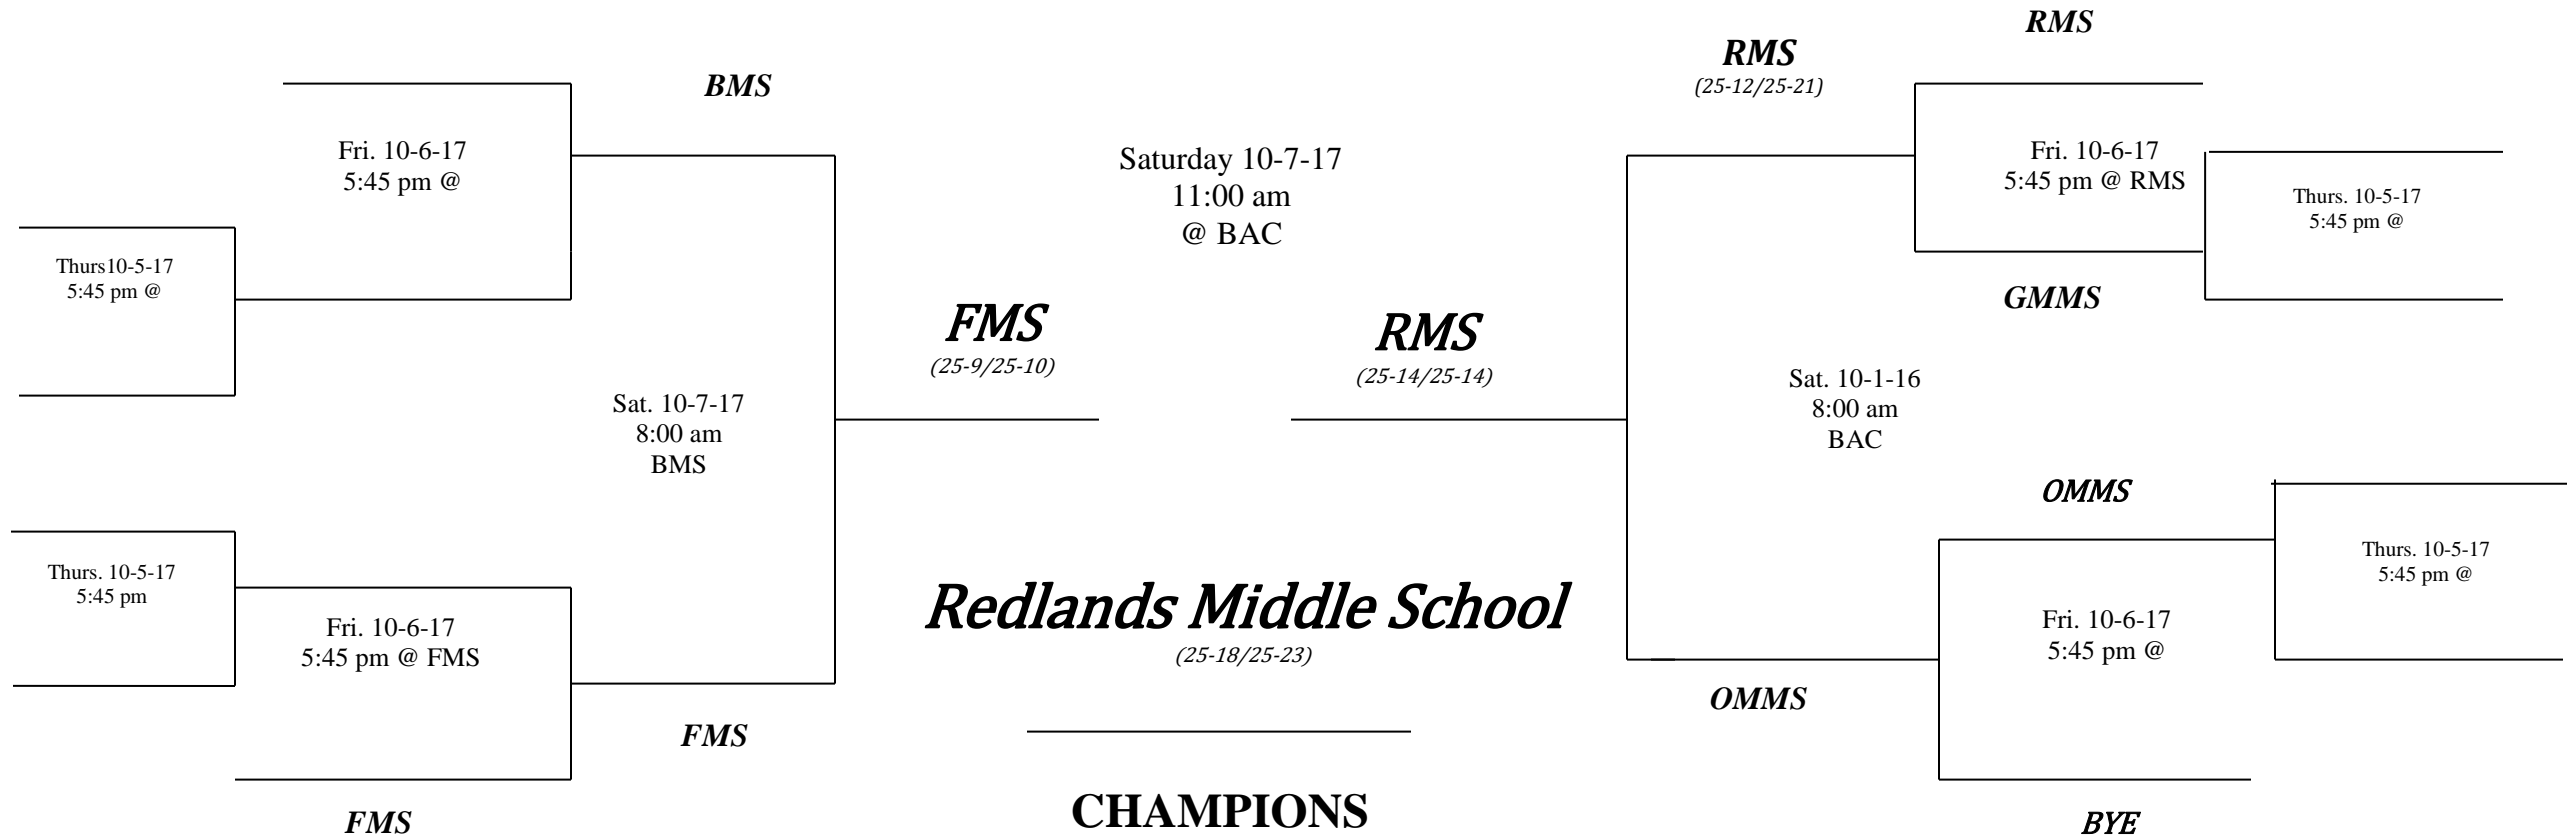 BMS
Fri. 10-6-17
5:45 pm @
Thurs10-5-17
5:45 pm @
Sat. 10-7-17
8:00 am
BMS
Thurs. 10-5-17
5:45 pm
Fri. 10-6-17
5:45 pm @ FMS
FMS
FMS
Saturday 10-7-17
11:00 am
@ BAC
FMS
(25-9/25-10)
RMS
(25-14/25-14)
Redlands Middle School
(25-18/25-23)
CHAMPIONS
RMS
RMS
(25-12/25-21)
Fri. 10-6-17
5:45 pm @ RMS
Thurs. 10-5-17
5:45 pm @
GMMS
Sat. 10-1-16
8:00 am
BAC
OMMS
Thurs. 10-5-17
5:45 pm @
Fri. 10-6-17
5:45 pm @
OMMS
BYE